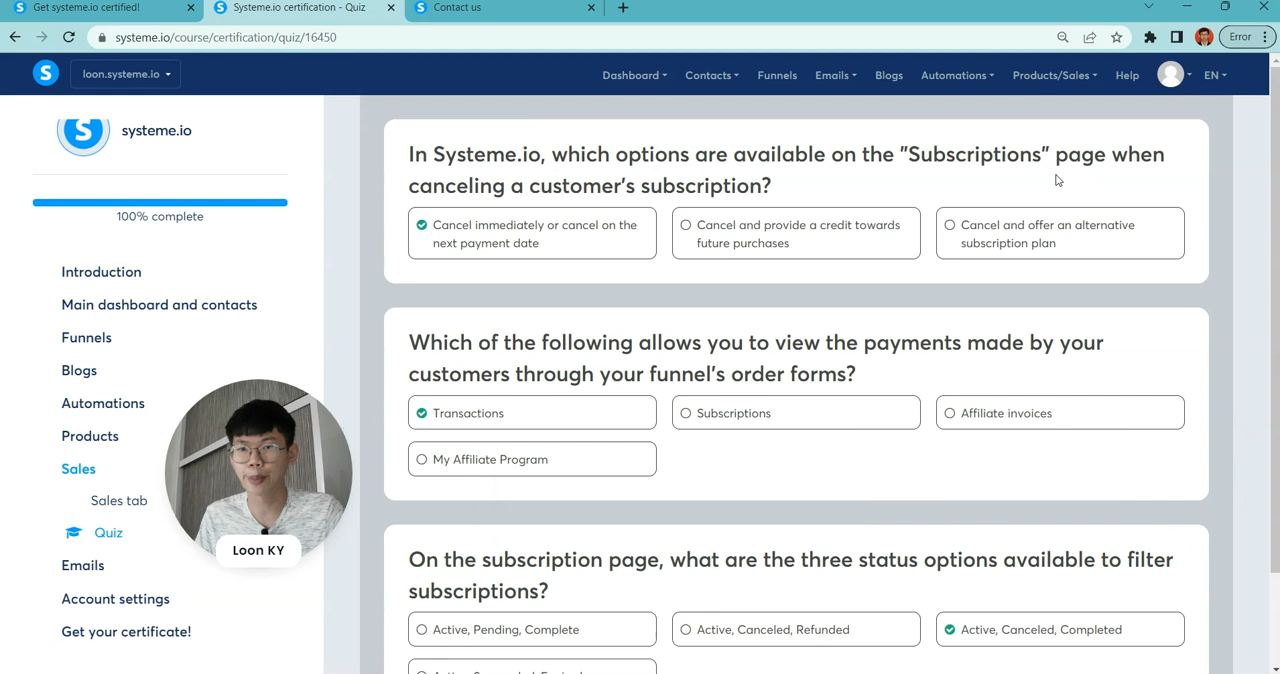 Get systeme.io certified!
Systeme.io certification - Quiz
Contact us
systeme.io/course/certification/quiz/16450
Error
S
loon.systeme.io
Dashboard
Contacts
Funnels
Emails
Blogs
Automations
Products/Sales
Help
EN
S
systeme.io
100% complete
Introduction
Main dashboard and contacts
Funnels
Blogs
Automations
Products
Sales
Sales tab
Quiz
Emails
Account settings
Get your certificate!
Loon KY
In Systeme.io, which options are available on the "Subscriptions" page when
canceling a customer's subscription?
Cancel immediately or cancel on the
next payment date
Cancel and provide a credit towards
future purchases
Cancel and offer an alternative
subscription plan
Which of the following allows you to view the payments made by your
customers through your funnel's order forms?
Transactions
Subscriptions
Affiliate invoices
My Affiliate Program
On the subscription page, what are the three status options available to filter
subscriptions?
Active, Pending, Complete
Active, Canceled, Refunded
Active, Canceled, Completed